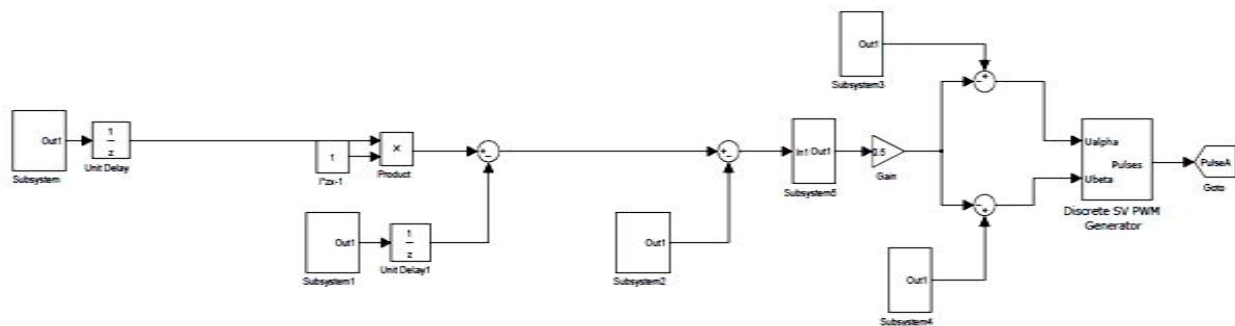 Out1
Subsystem3
Out1
Subsystem
1
z
Unit Delay
1
I*zx-1
×
Product
+
−
+
−
In1 Out1
Subsystem5
0.5
Gain
−
+
−
+
Ualpha
Pulses
Ubeta
Discrete SV PWM
Generator
PulseA
Goto
Out1
Subsystem1
1
z
Unit Delay1
Out1
Subsystem2
Out1
Subsystem4